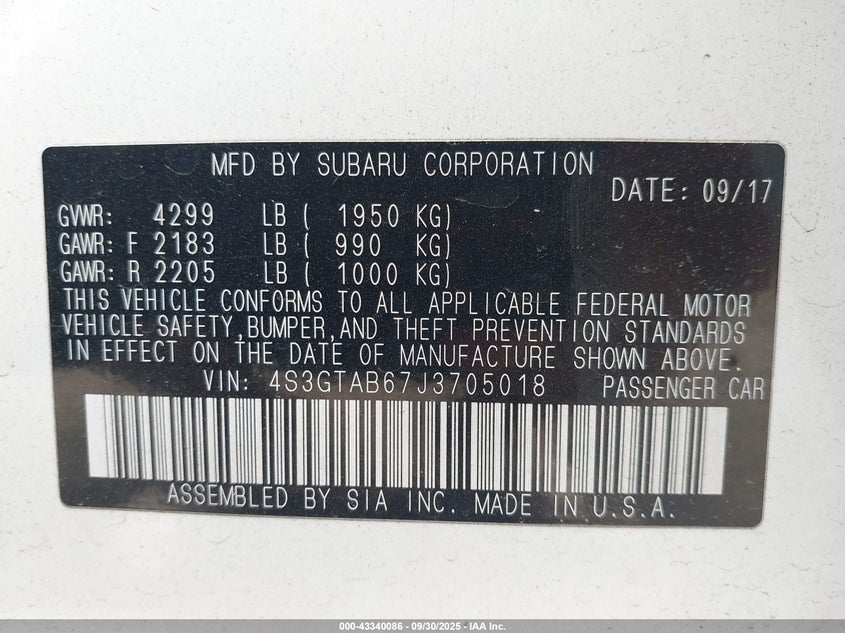 MFD BY SUBARU CORPORATION
DATE: 09/17
GVWR: 4299 LB ( 1950 KG)
GAWR: F 2183 LB ( 990 KG)
GAWR: R 2205 LB ( 1000 KG)
THIS VEHICLE CONFORMS TO ALL APPLICABLE FEDERAL MOTOR
VEHICLE SAFETY,BUMPER,AND THEFT PREVENTION STANDARDS
IN EFFECT ON THE DATE OF MANUFACTURE SHOWN ABOVE.
VIN: 4S3GTAB67J3705018 PASSENGER CAR
ASSEMBLED BY SIA INC. MADE IN U.S.A.
000-43340086 - 09/30/2025 - IAA Inc.